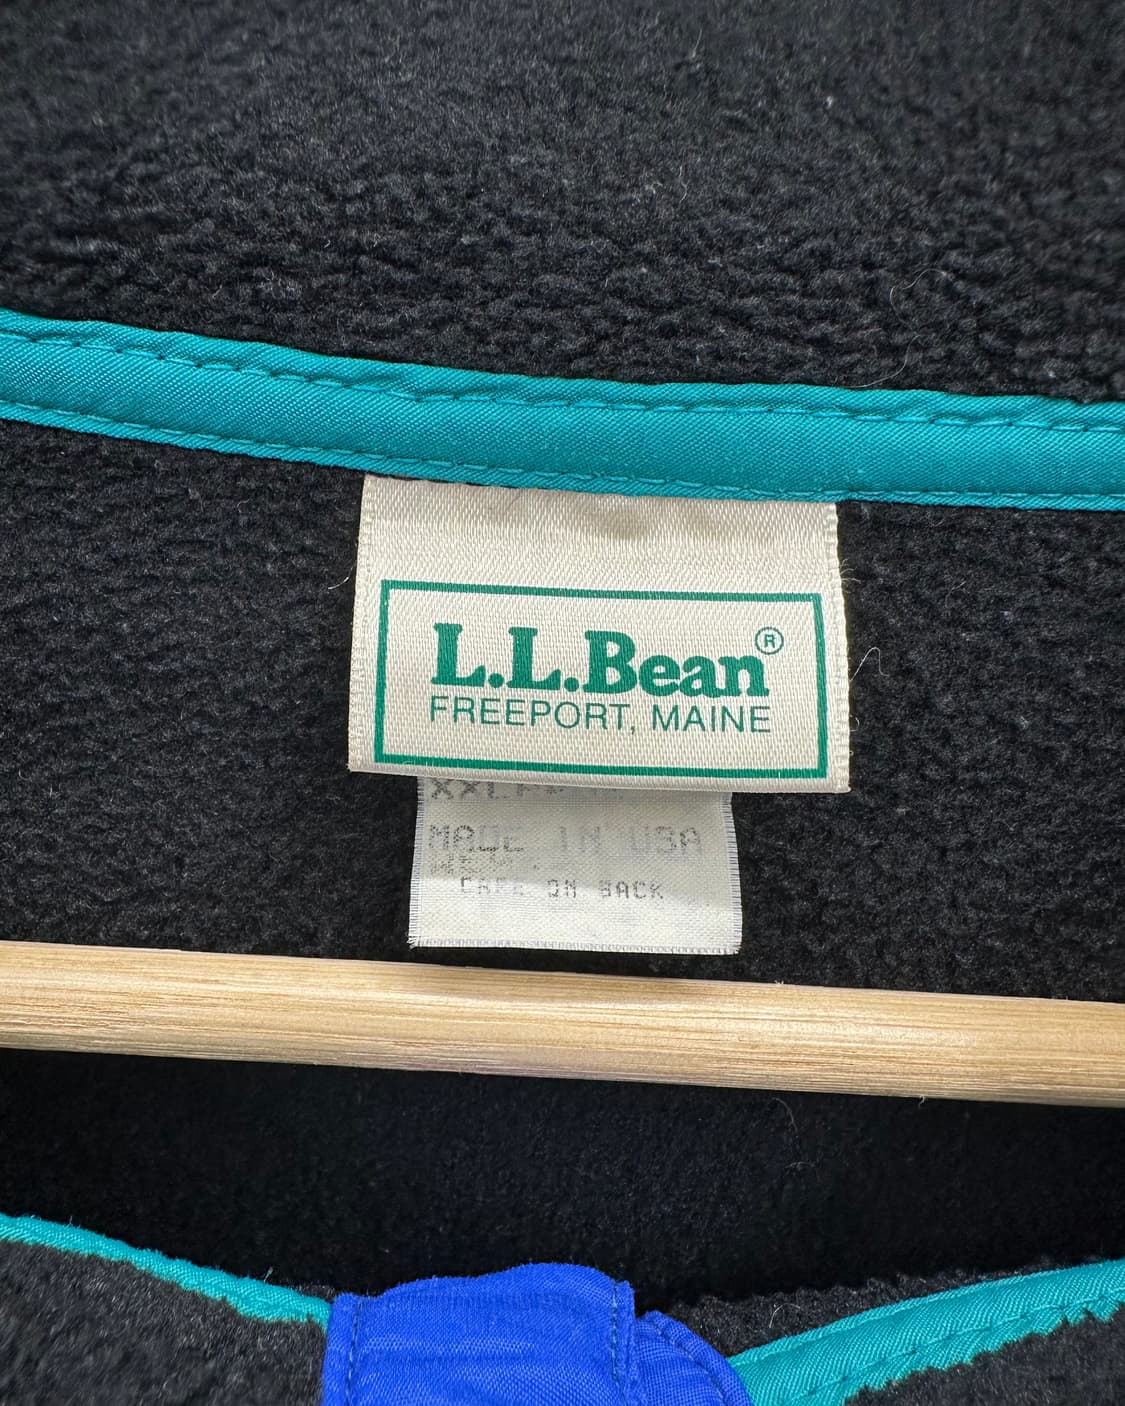 L.L.Bean®
FREEPORT, MAINE
MADE IN USA
CARE ON BACK